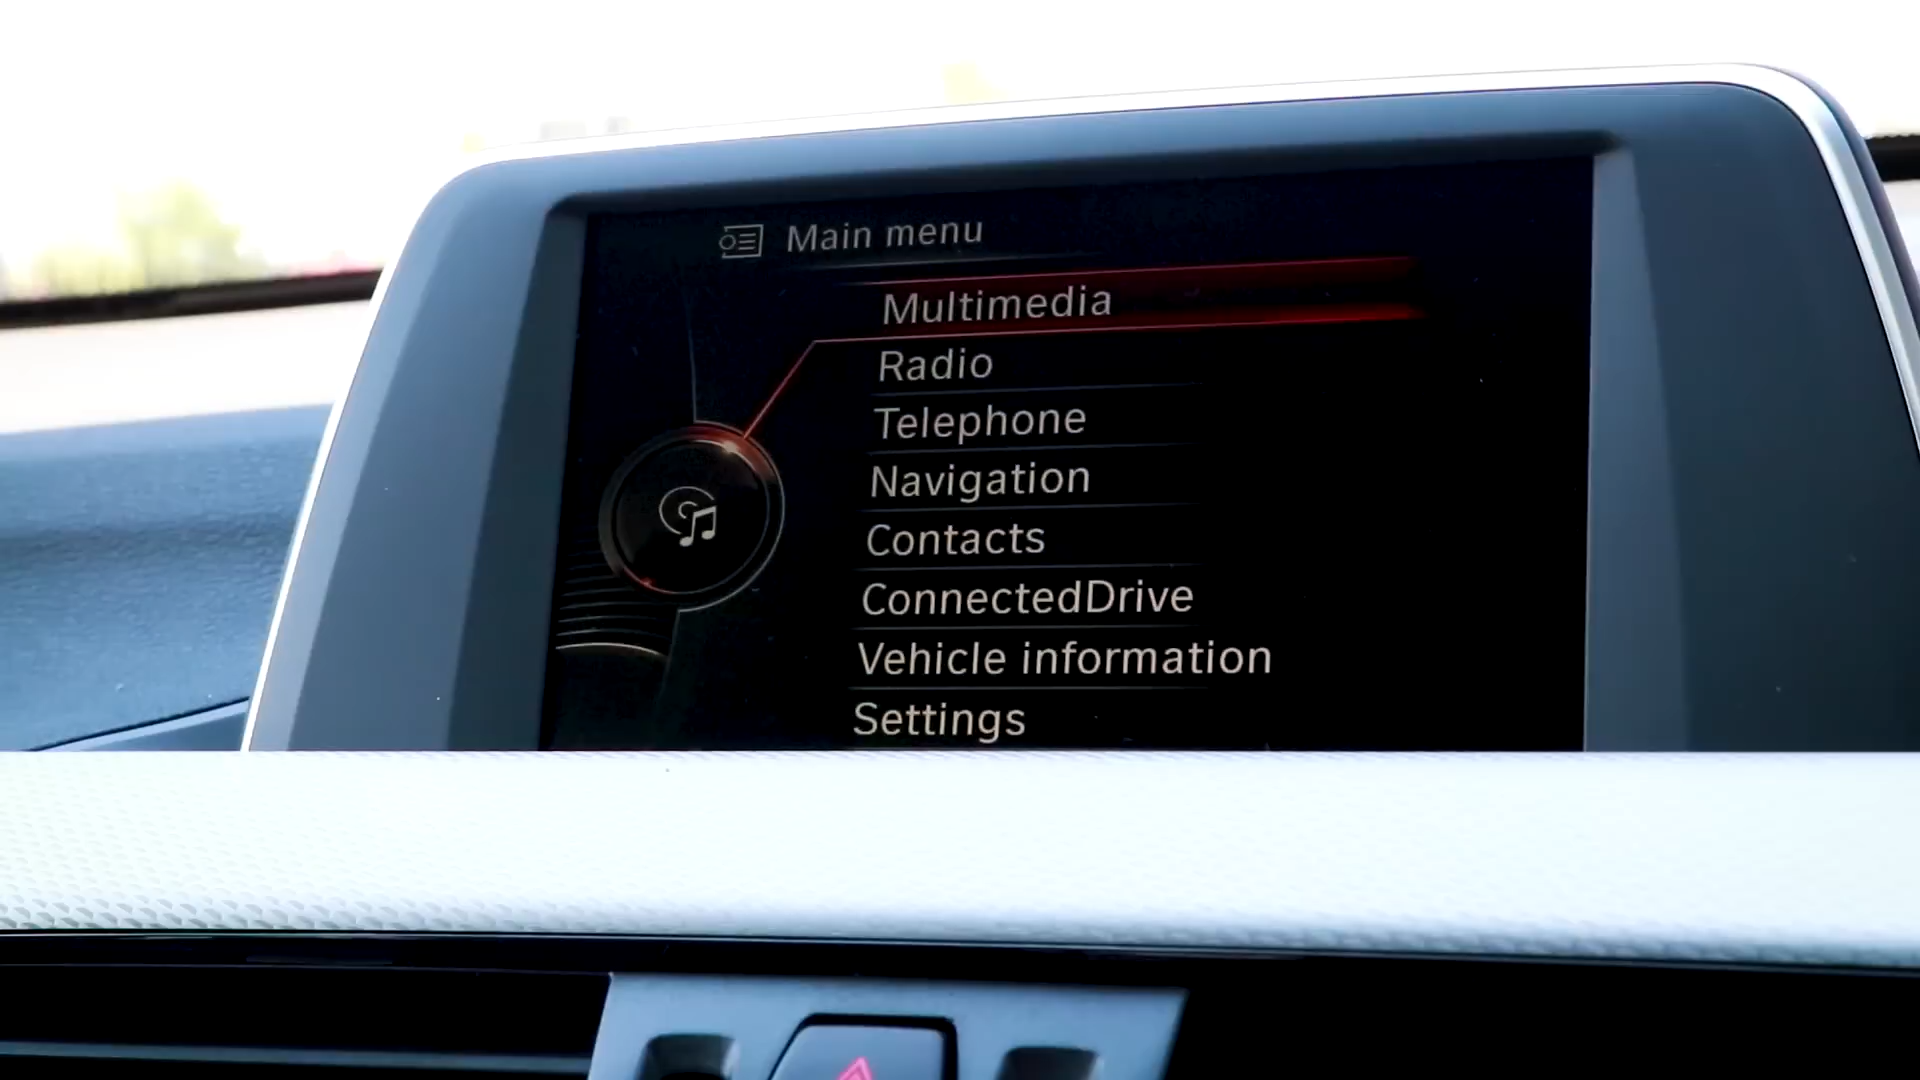 Main menu
Multimedia
Radio
Telephone
Navigation
Contacts
ConnectedDrive
Vehicle information
Settings